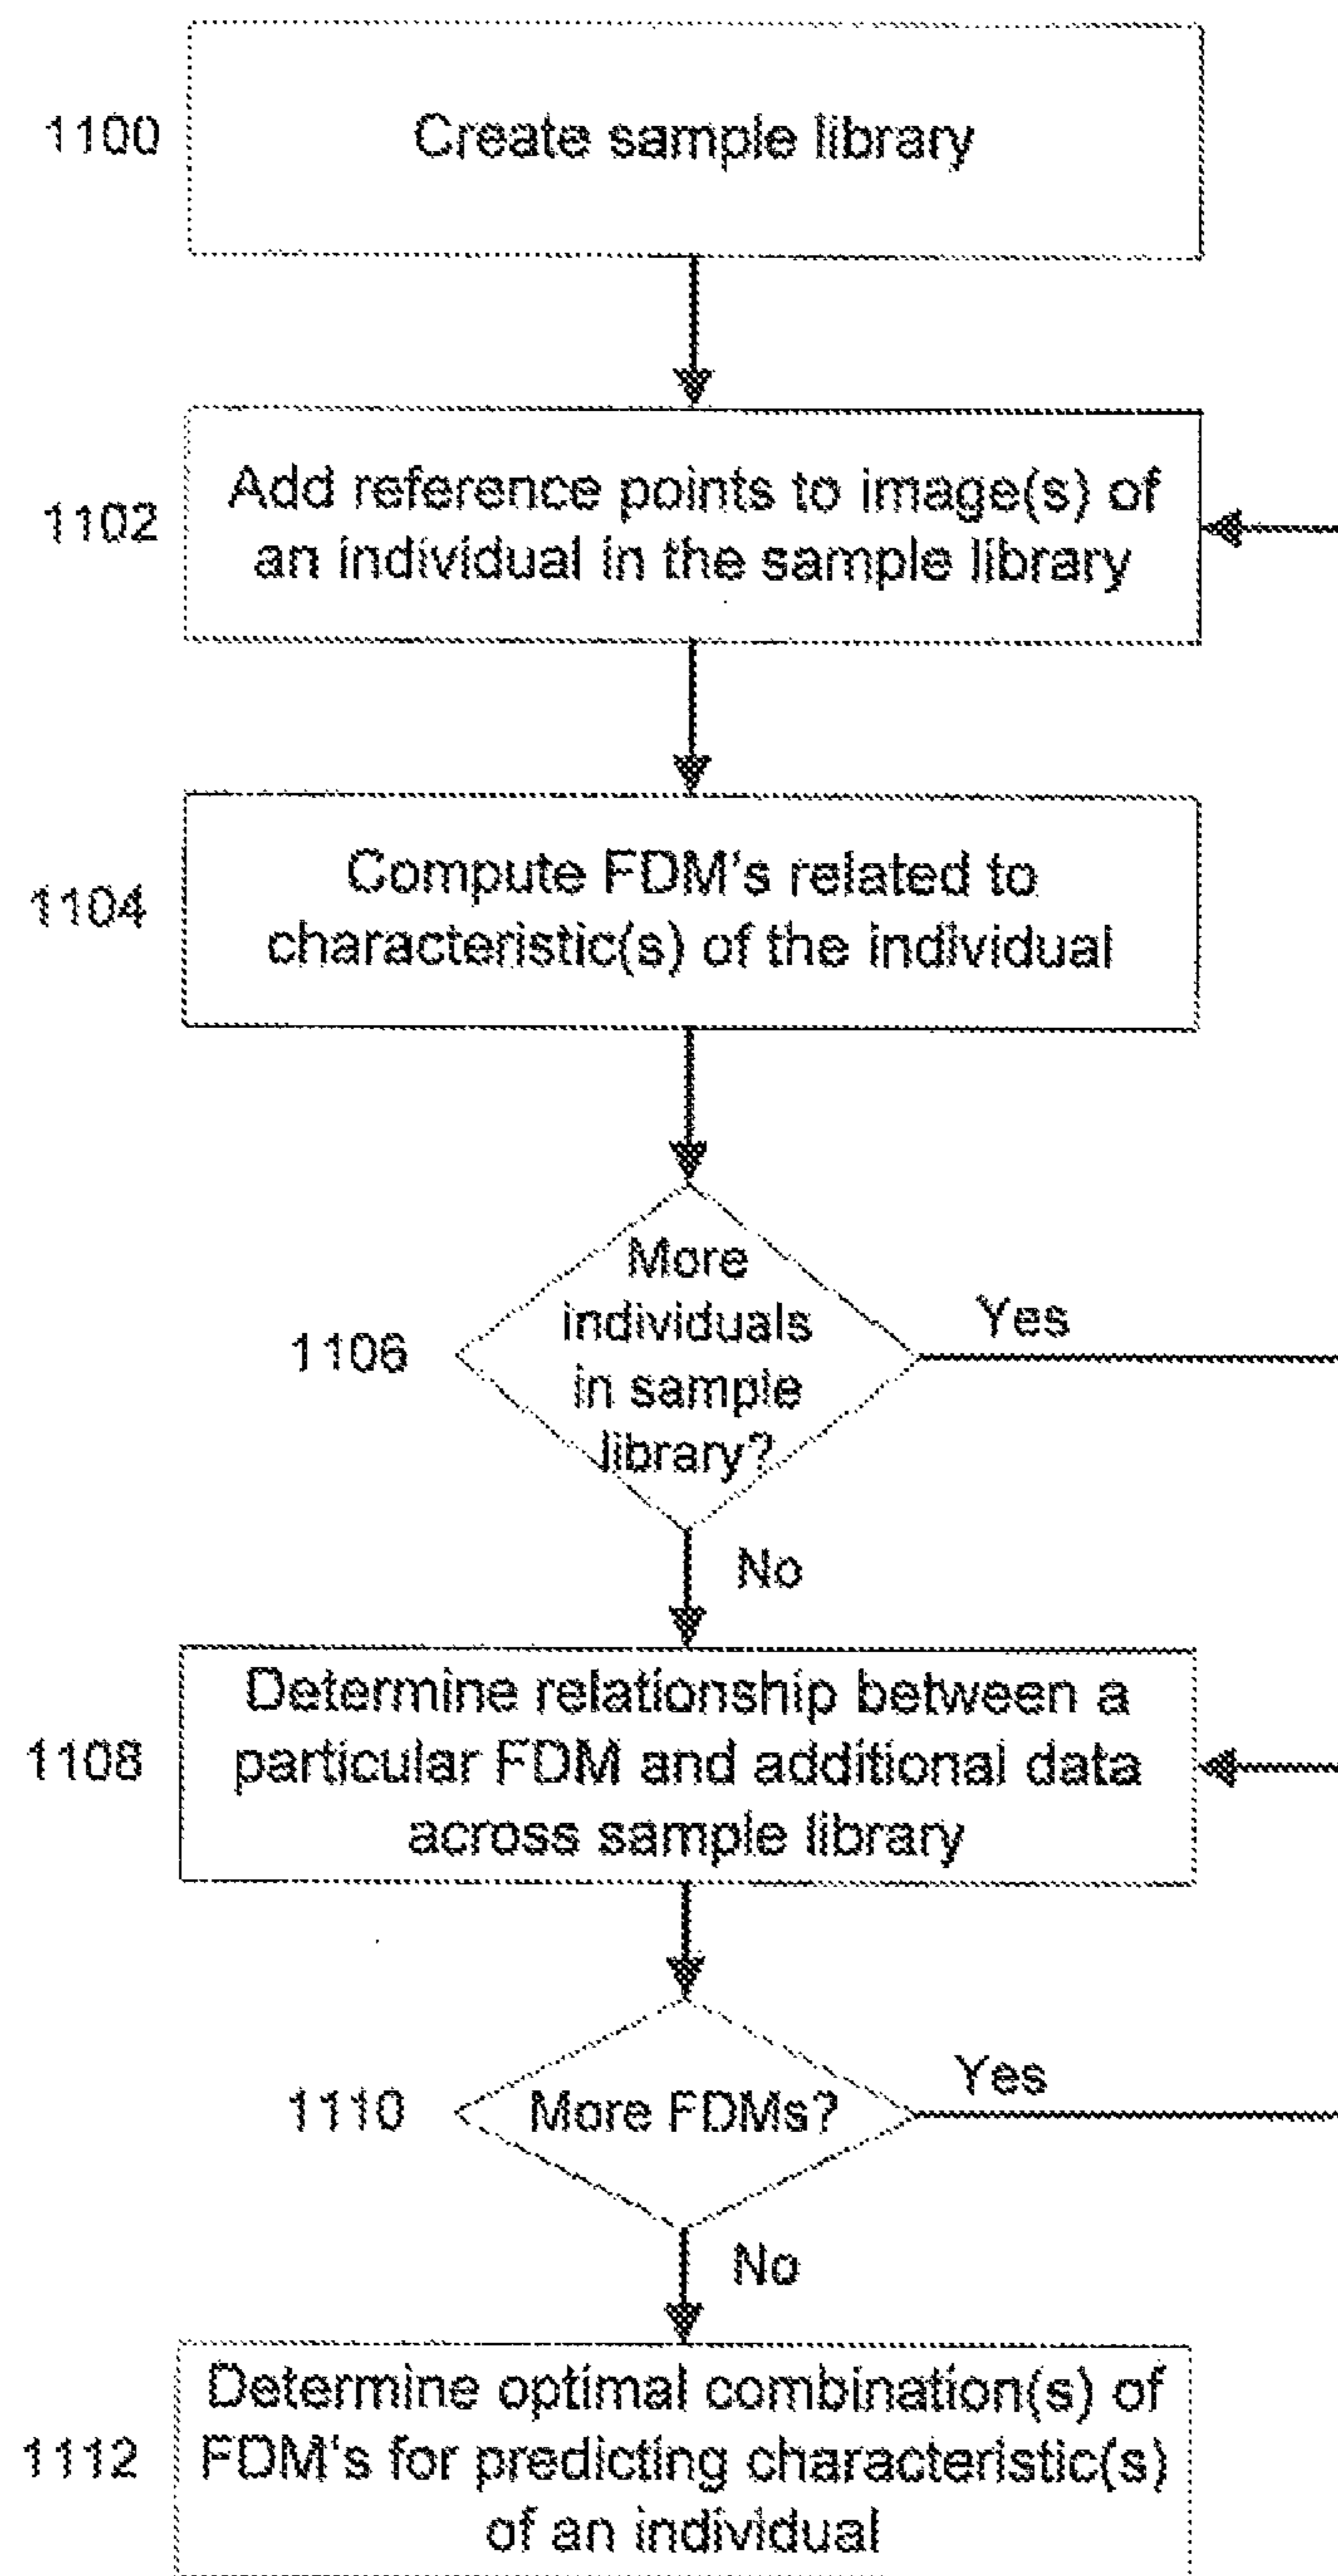 1100
Create sample library
1102
Add reference points to image(s) of
an individual in the sample library
1104
Compute FDM's related to
characteristic(s) of the individual
1106
More
individuals
in sample
library?
Yes
No
1108
Determine relationship between a
particular FDM and additional data
across sample library
1110
More FDMs?
Yes
No
1112
Determine optimal combination(s) of
FDM's for predicting characteristic(s)
of an individual